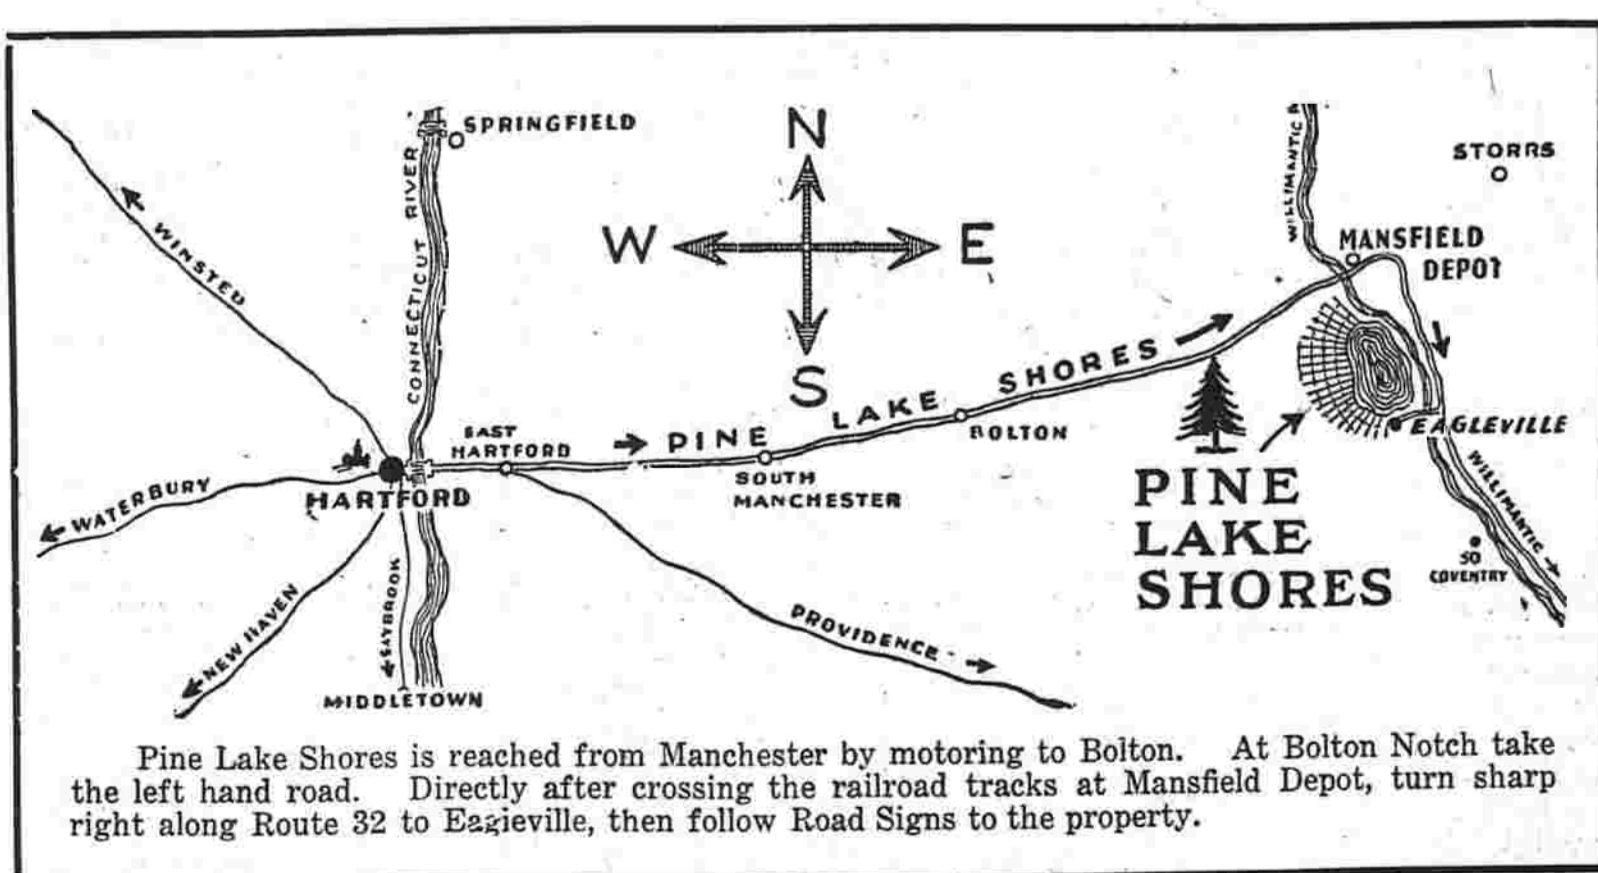 SPRINGFIELD
CONNECTICUT RIVER
WINSTED
N
W E
S
WILLIMANTIC R
STORRS
MANSFIELD
DEPOT
EAST
HARTFORD
HARTFORD
WATERBURY
NEW HAVEN
SAYBROOK
MIDDLETOWN
PINE LAKE SHORES
SOUTH
MANCHESTER
BOLTON
PROVIDENCE
EAGLEVILLE
WILLIMANTIC
SO
COVENTRY
PINE
LAKE
SHORES
Pine Lake Shores is reached from Manchester by motoring to Bolton. At Bolton Notch take
the left hand road. Directly after crossing the railroad tracks at Mansfield Depot, turn sharp
right along Route 32 to Eagieville, then follow Road Signs to the property.